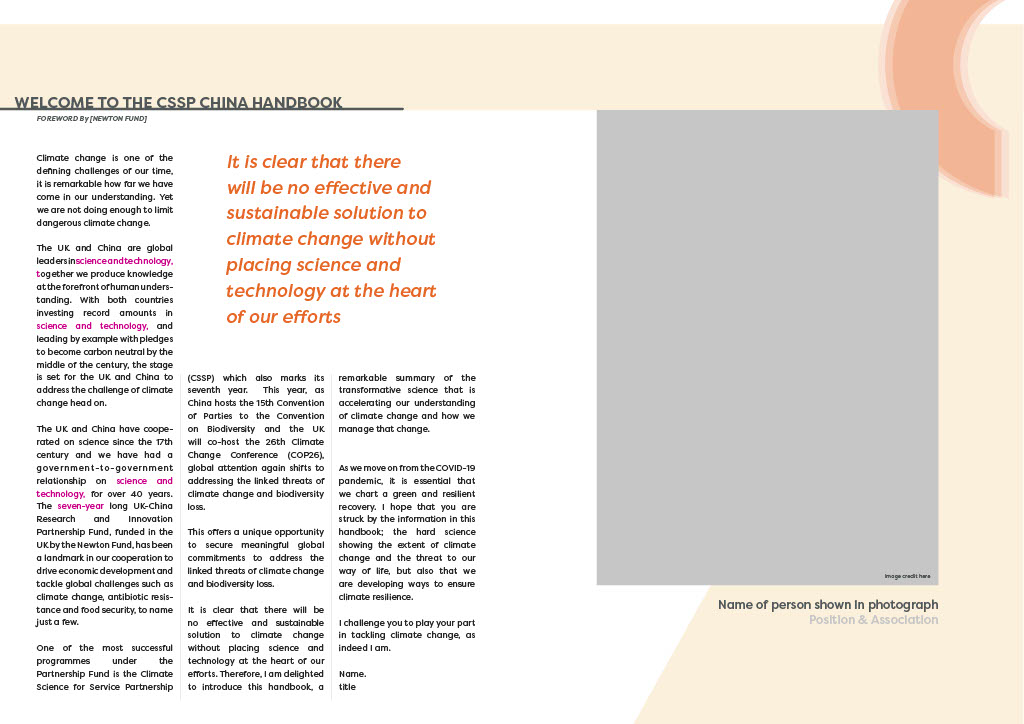 WELCOME TO THE CSSP CHINA HANDBOOK
FOREWORD By [NEWTON FUND]
Climate change is one of the
defining challenges of our time,
it is remarkable how far we have
come in our understanding. Yet
we are not doing enough to limit
dangerous climate change.
The UK and China are global
leaders in science and technology,
together we produce knowledge
at the forefront of human unders-
tanding. With both countries
investing record amounts in
science and technology, and
leading by example with pledges
to become carbon neutral by the
middle of the century, the stage
is set for the UK and China to
address the challenge of climate
change head on.
The UK and China have coope-
rated on science since the 17th
century and we have had a
government-to-government
relationship on science and
technology, for over 40 years.
The seven-year long UK-China
Research and Innovation
Partnership Fund, funded in the
UK by the Newton Fund, has been
a landmark in our cooperation to
drive economic development and
tackle global challenges such as
climate change, antibiotic resis-
tance and food security, to name
just a few.
One of the most successful
programmes under the
Partnership Fund is the Climate
Science for Service Partnership
It is clear that there
will be no effective and
sustainable solution to
climate change without
placing science and
technology at the heart
of our efforts
(CSSP) which also marks its
seventh year. This year, as
China hosts the 15th Convention
of Parties to the Convention
on Biodiversity and the UK
will co-host the 26th Climate
Change Conference (COP26),
global attention again shifts to
addressing the linked threats of
climate change and biodiversity
loss.
This offers a unique opportunity
to secure meaningful global
commitments to address the
linked threats of climate change
and biodiversity loss.
It is clear that there will be
no effective and sustainable
solution to climate change
without placing science and
technology at the heart of our
efforts. Therefore, I am delighted
to introduce this handbook, a
remarkable summary of the
transformative science that is
accelerating our understanding
of climate change and how we
manage that change.
As we move on from the COVID-19
pandemic, it is essential that
we chart a green and resilient
recovery. I hope that you are
struck by the information in this
handbook; the hard science
showing the extent of climate
change and the threat to our
way of life, but also that we
are developing ways to ensure
climate resilience.
I challenge you to play your part
in tackling climate change, as
indeed I am.
Name.
title
Image credit here
Name of person shown in photograph
Position & Association